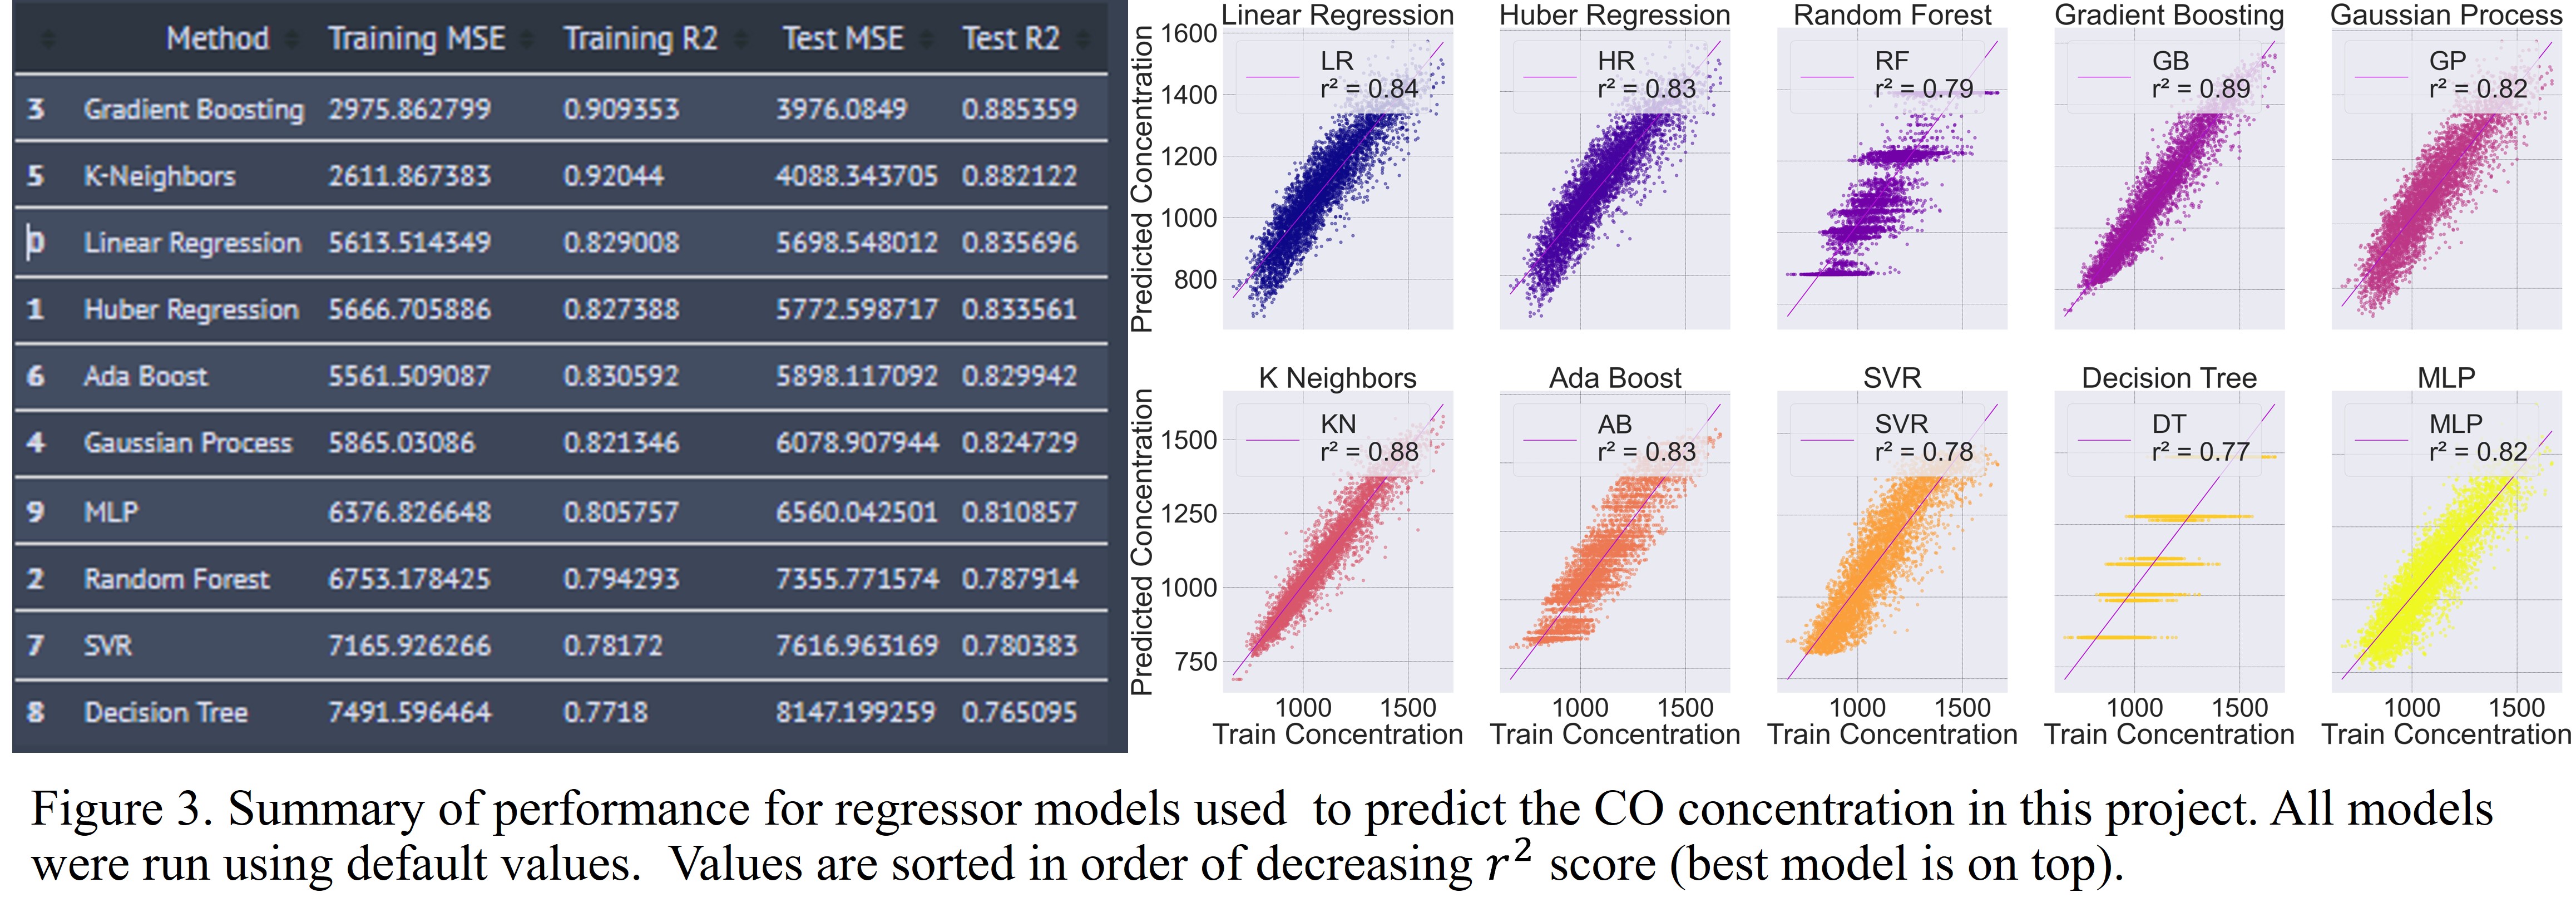 Method Training MSE Training R2 Test MSE Test R2
3 Gradient Boosting 2975.862799 0.909353 3976.0849 0.885359
5 K-Neighbors 2611.867383 0.92044 4088.343705 0.882122
0 Linear Regression 5613.514349 0.829008 5698.548012 0.835696
1 Huber Regression 5666.705886 0.827388 5772.598717 0.833561
6 Ada Boost 5561.509087 0.830592 5898.117092 0.829942
4 Gaussian Process 5865.03086 0.821346 6078.907944 0.824729
9 MLP 6376.826648 0.805757 6560.042501 0.810857
2 Random Forest 6753.178425 0.794293 7355.771574 0.787914
7 SVR 7165.926266 0.78172 7616.963169 0.780383
8 Decision Tree 7491.596464 0.7718 8147.199259 0.765095
Linear Regression Huber Regression Random Forest Gradient Boosting Gaussian Process
Predicted Concentration
1600
1400
1200
1000
800
LR
r² = 0.84
HR
r² = 0.83
RF
r² = 0.79
GB
r² = 0.89
GP
r² = 0.82
K Neighbors Ada Boost SVR Decision Tree MLP
Predicted Concentration
1500
1250
1000
750
KN
r² = 0.88
AB
r² = 0.83
SVR
r² = 0.78
DT
r² = 0.77
MLP
r² = 0.82
1000 1500 1000 1500 1000 1500 1000 1500 1000 1500
Train Concentration Train Concentration Train Concentration Train Concentration Train Concentration
Figure 3. Summary of performance for regressor models used to predict the CO concentration in this project. All models
were run using default values. Values are sorted in order of decreasing r² score (best model is on top).